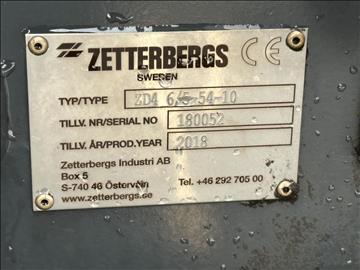 ZETTERBERGS CE
SWEDEN
TYP/TYPE ZD4 6,5-54-10
TILLV. NR/SERIAL NO 180052
TILLV. ÅR/PROD.YEAR 2018
Zetterbergs Industri AB
Box 5
S-740 46 Östervåla
Tel. +46 292 705 00
www.zetterbergs.se